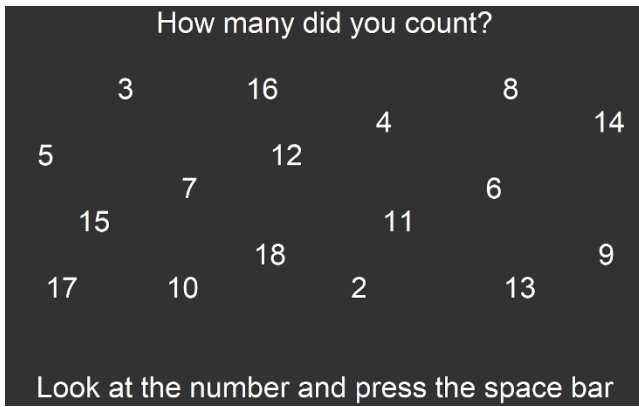 How many did you count?
3 16 8
4 14
5 12
7 6
15 11
18 9
17 10 2 13
Look at the number and press the space bar